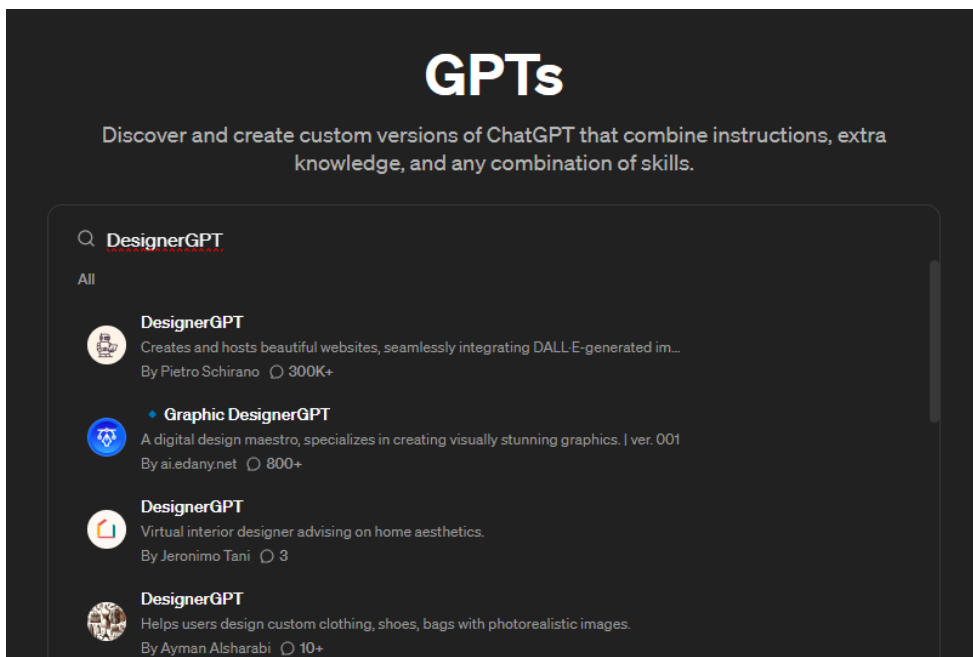 GPTs
Discover and create custom versions of ChatGPT that combine instructions, extra
knowledge, and any combination of skills.
DesignerGPT
All
DesignerGPT
Creates and hosts beautiful websites, seamlessly integrating DALL·E-generated im...
By Pietro Schirano 300K+
Graphic DesignerGPT
A digital design maestro, specializes in creating visually stunning graphics. | ver. 001
By ai.edany.net 800+
DesignerGPT
Virtual interior designer advising on home aesthetics.
By Jeronimo Tani 3
DesignerGPT
Helps users design custom clothing, shoes, bags with photorealistic images.
By Ayman Alsharabi 10+